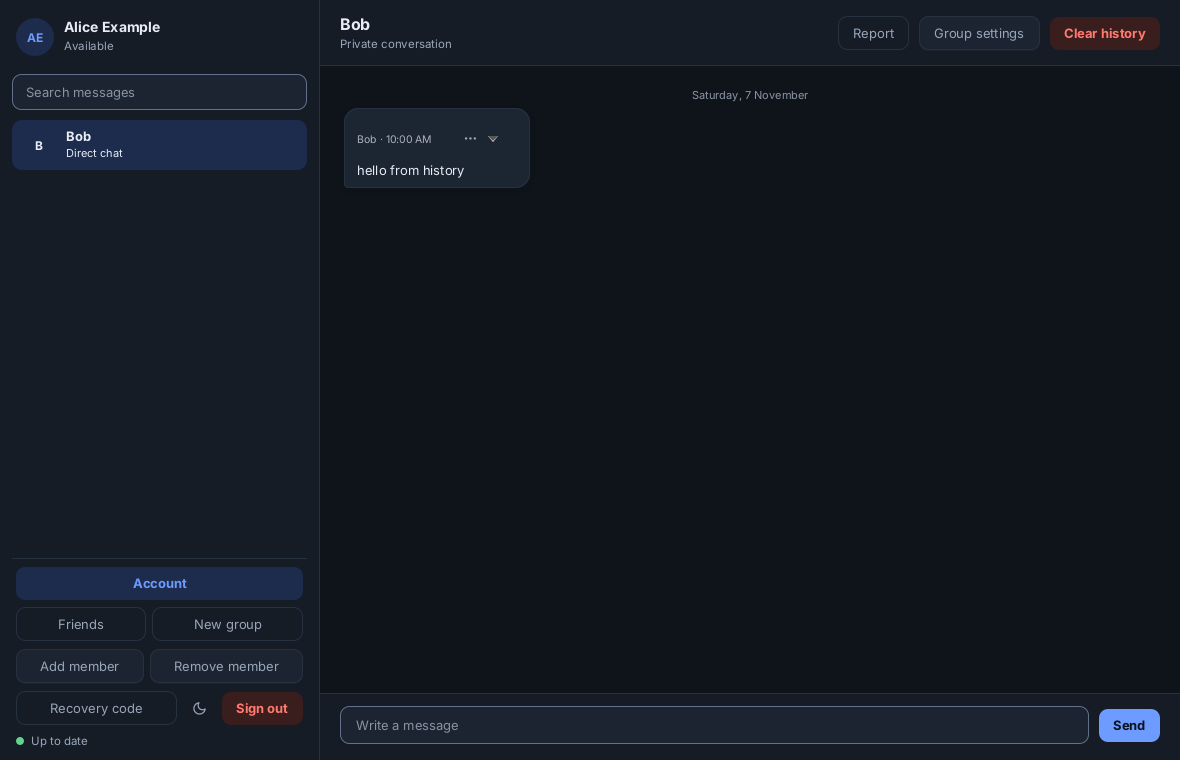 AE
Alice Example
Available
Search messages
B
Bob
Direct chat
Account
Friends
New group
Add member
Remove member
Recovery code
Sign out
Up to date
Bob
Private conversation
Report
Group settings
Clear history
Saturday, 7 November
Bob · 10:00 AM
hello from history
Write a message
Send